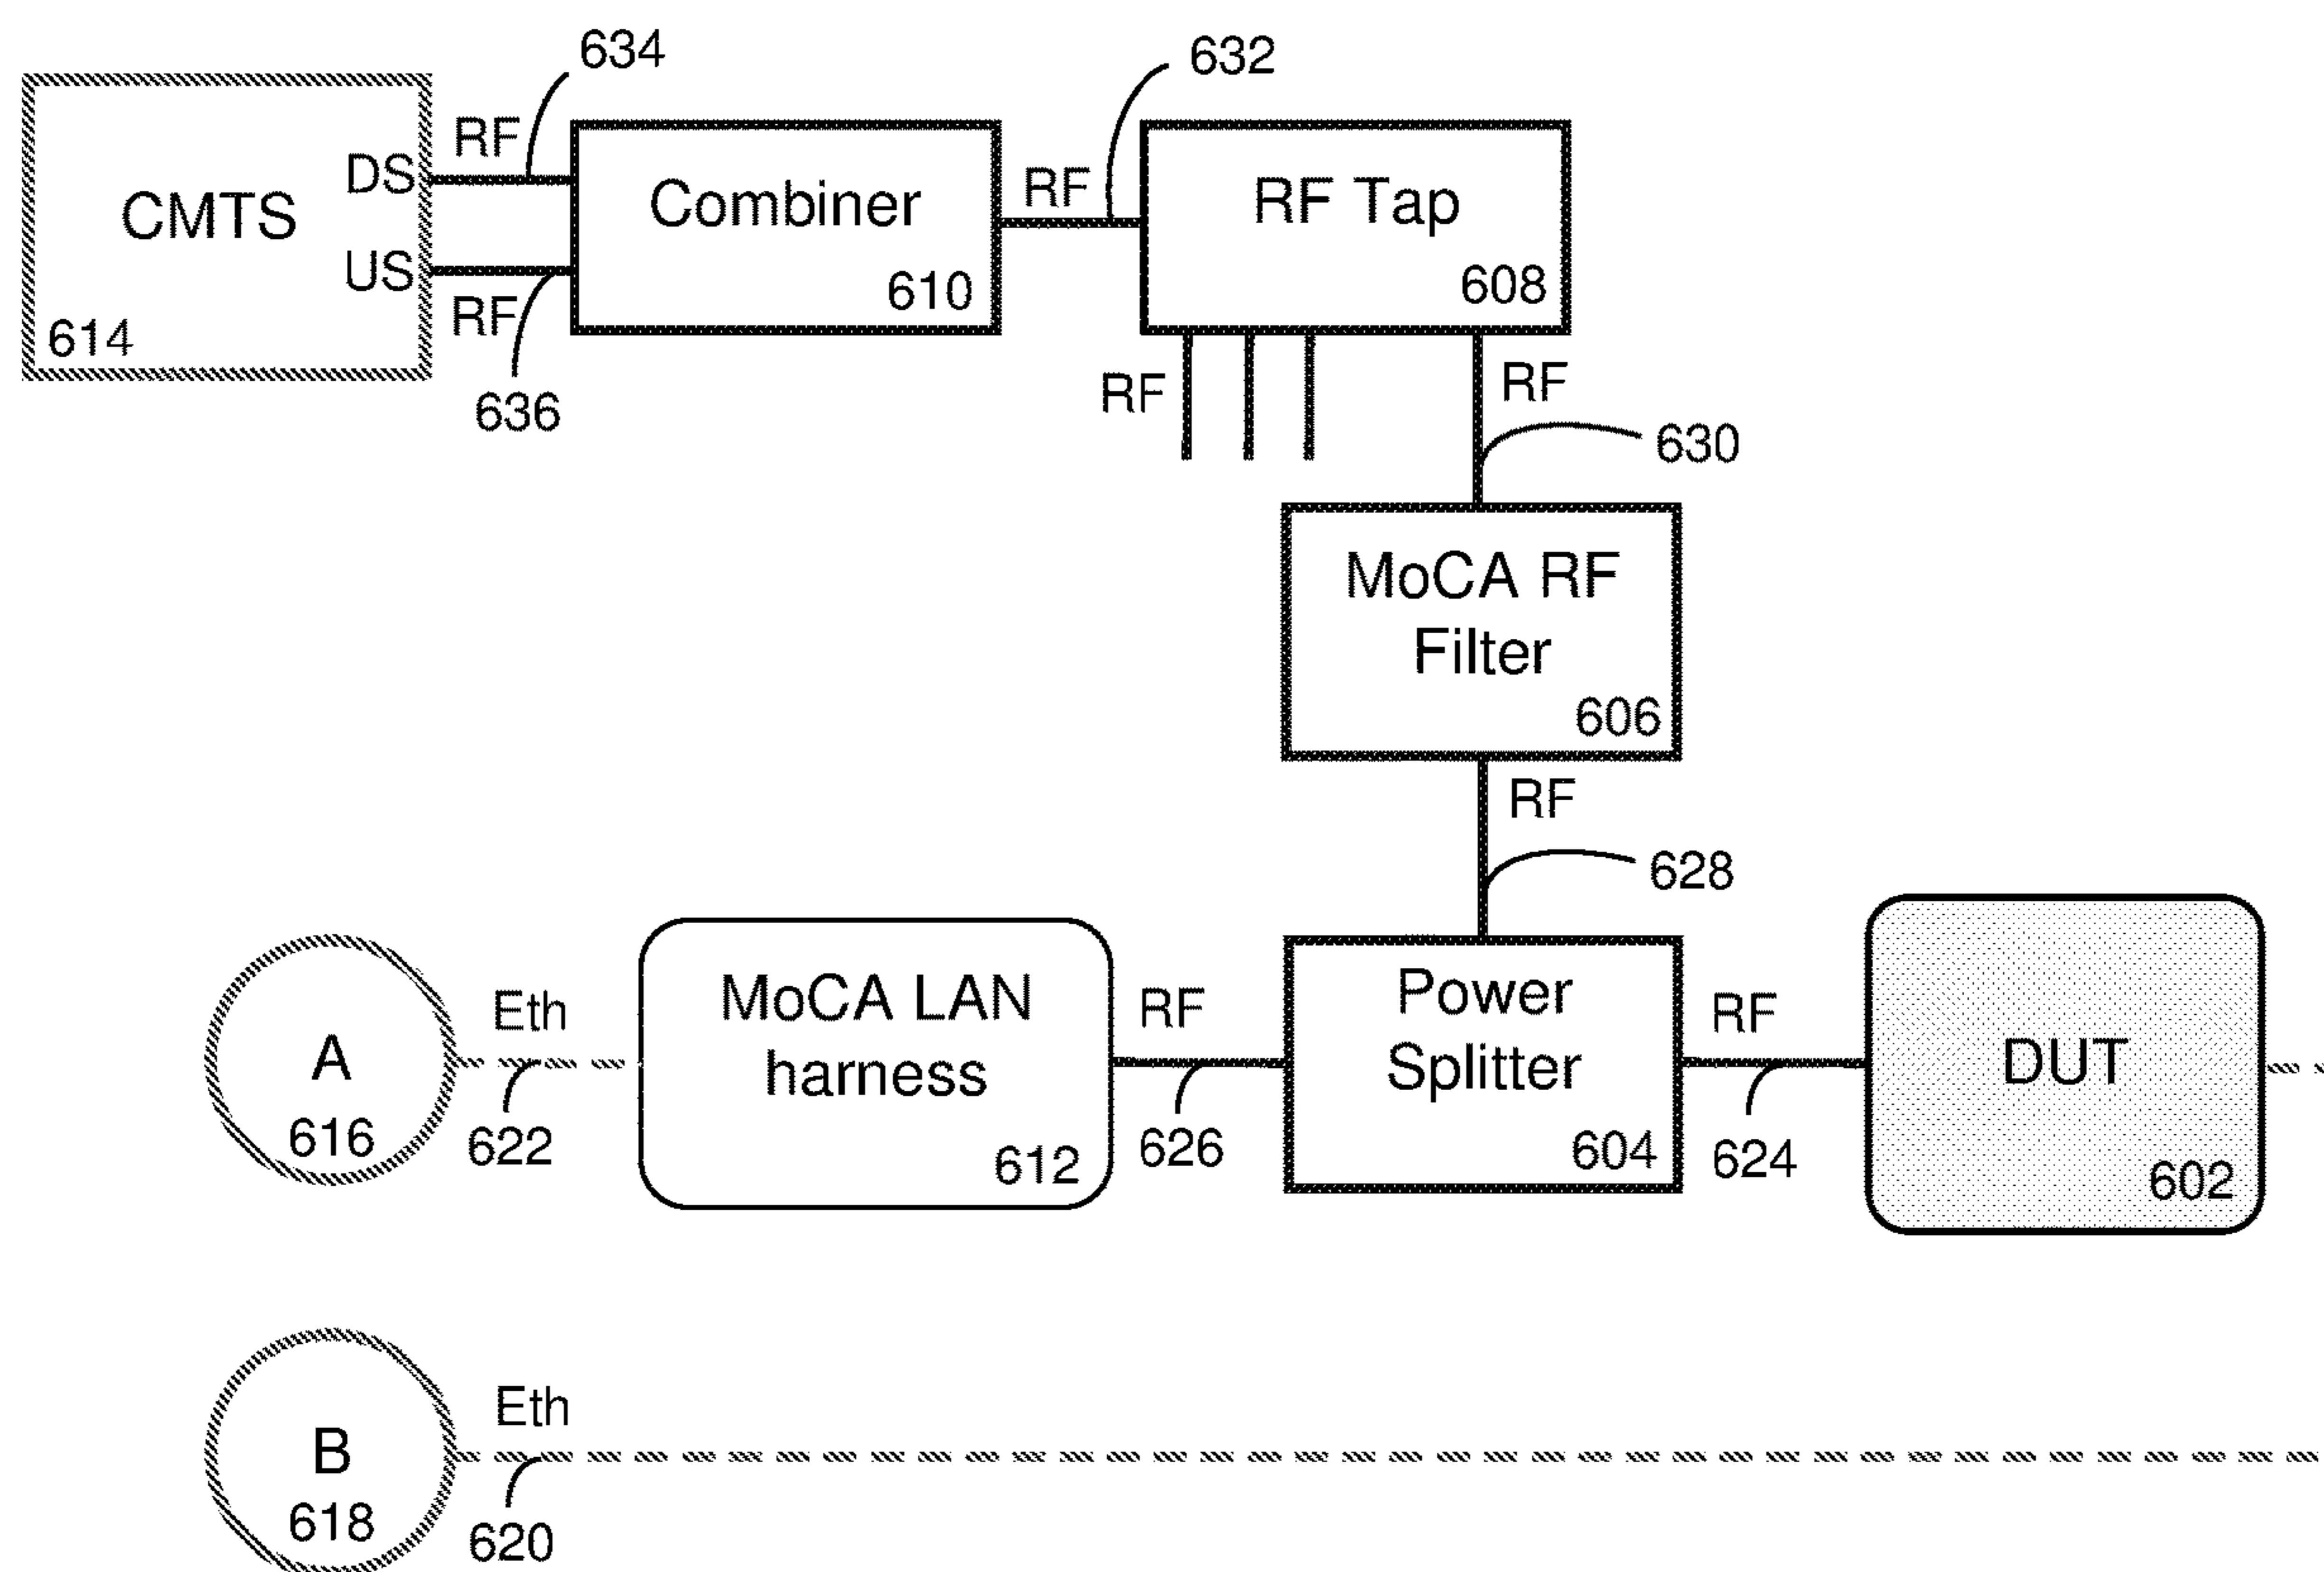 634
632
RF
DS
CMTS
US
RF
614
636
Combiner
610
RF
RF Tap
608
RF
RF
630
MoCA RF
Filter
606
RF
628
A
616
Eth
622
MoCA LAN
harness
612
RF
626
Power
Splitter
604
RF
624
DUT
602
B
618
Eth
620